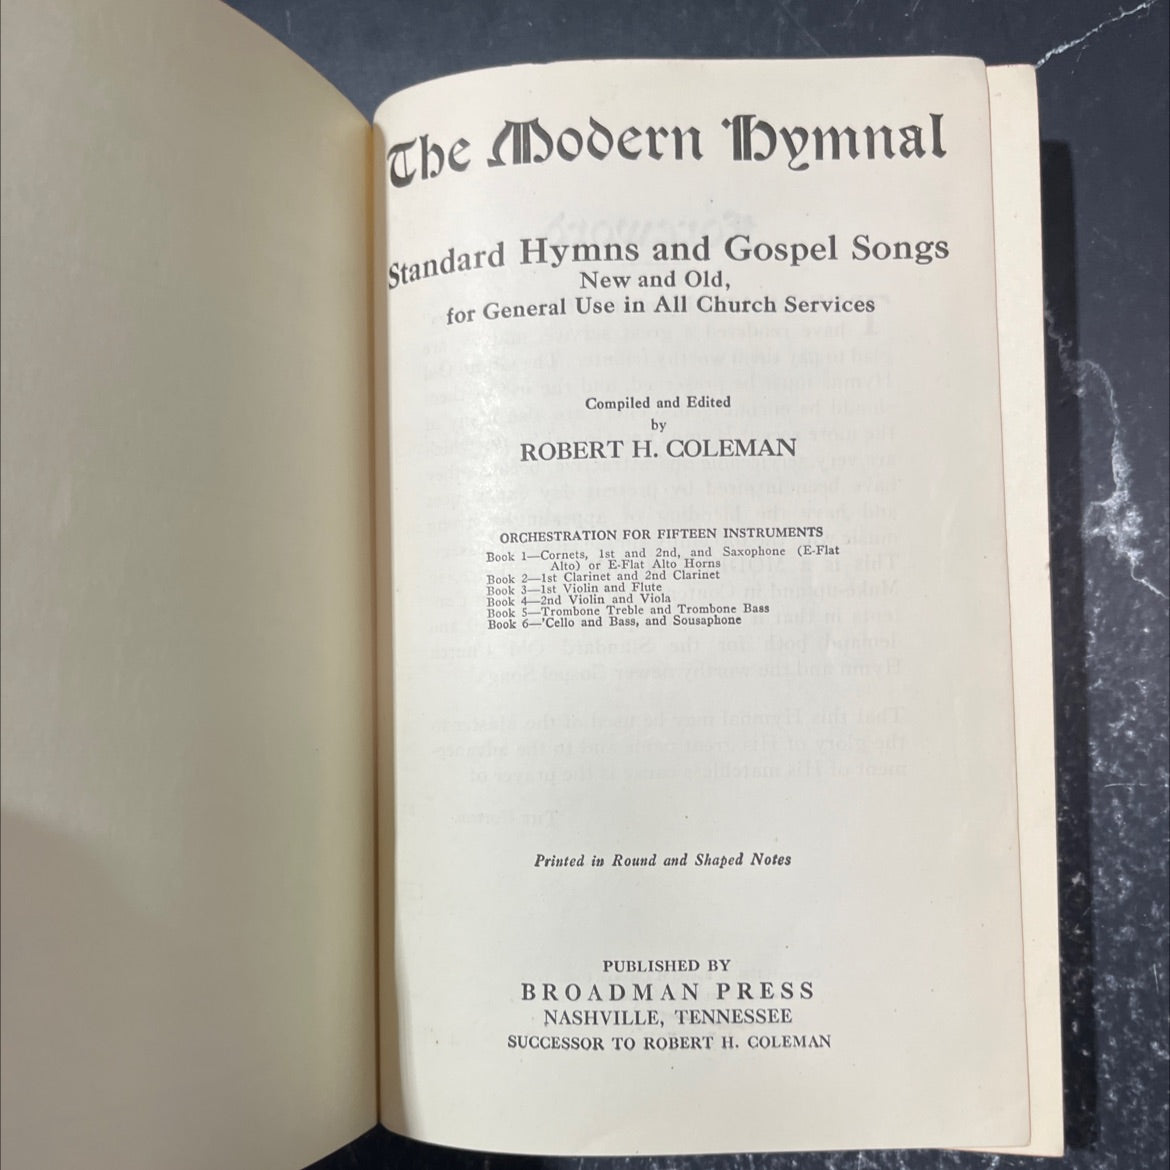 The Modern Hymnal
Standard Hymns and Gospel Songs
New and Old,
for General Use in All Church Services
Compiled and Edited
by
ROBERT H. COLEMAN
ORCHESTRATION FOR FIFTEEN INSTRUMENTS
Book 1—Cornets, 1st and 2nd, and Saxophone (E-Flat
Alto) or E-Flat Alto Horns
Book 2—1st Clarinet and 2nd Clarinet
Book 3—1st Violin and Flute
Book 4—2nd Violin and Viola
Book 5—Trombone Treble and Trombone Bass
Book 6—'Cello and Bass, and Sousaphone
Printed in Round and Shaped Notes
PUBLISHED BY
BROADMAN PRESS
NASHVILLE, TENNESSEE
SUCCESSOR TO ROBERT H. COLEMAN